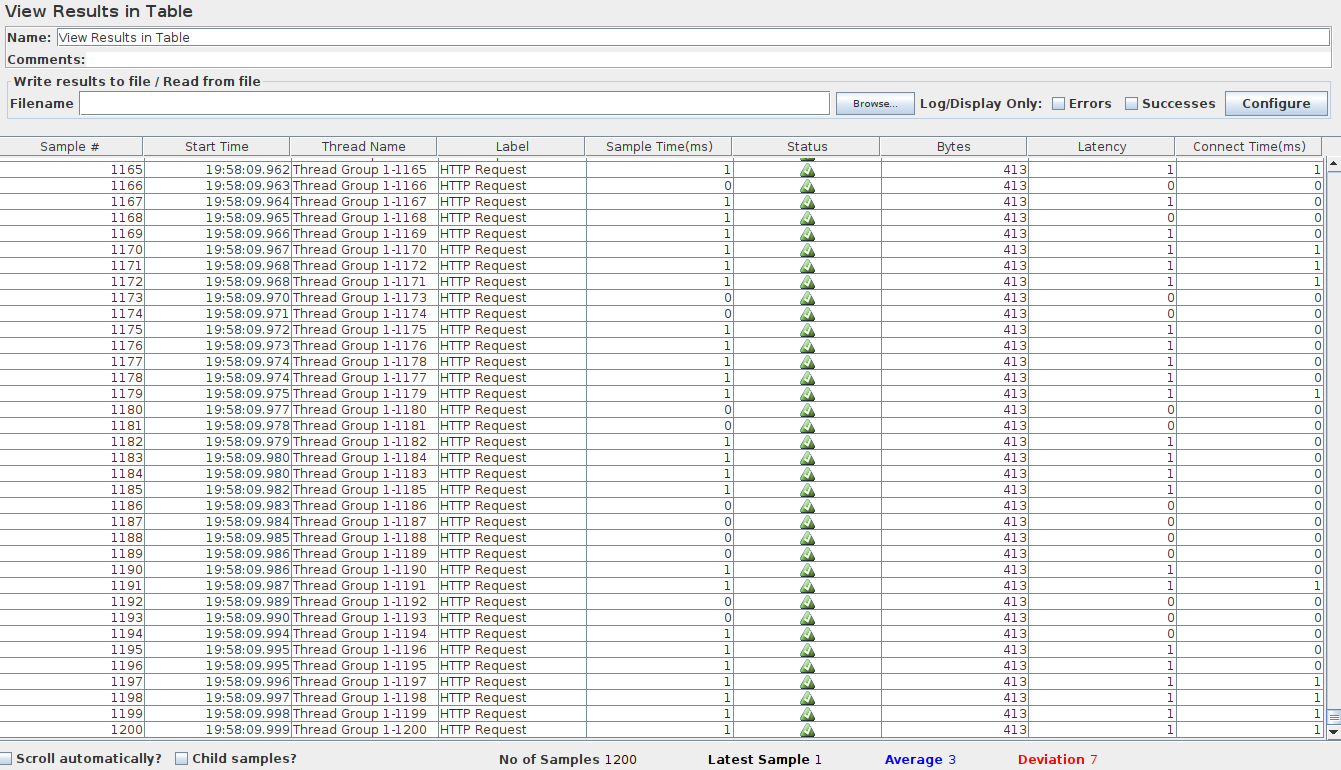 View Results in Table
Name: View Results in Table
Comments:
Write results to file / Read from file
Filename Browse... Log/Display Only: Errors Successes Configure
Sample # Start Time Thread Name Label Sample Time(ms) Status Bytes Latency Connect Time(ms)
1165 19:58:09.962 Thread Group 1-1165 HTTP Request 1 413 1 1
1166 19:58:09.963 Thread Group 1-1166 HTTP Request 0 413 0 0
1167 19:58:09.964 Thread Group 1-1167 HTTP Request 1 413 1 0
1168 19:58:09.965 Thread Group 1-1168 HTTP Request 1 413 0 0
1169 19:58:09.966 Thread Group 1-1169 HTTP Request 1 413 1 0
1170 19:58:09.967 Thread Group 1-1170 HTTP Request 1 413 1 1
1171 19:58:09.968 Thread Group 1-1172 HTTP Request 1 413 1 1
1172 19:58:09.968 Thread Group 1-1171 HTTP Request 1 413 1 1
1173 19:58:09.970 Thread Group 1-1173 HTTP Request 0 413 0 0
1174 19:58:09.971 Thread Group 1-1174 HTTP Request 0 413 0 0
1175 19:58:09.972 Thread Group 1-1175 HTTP Request 1 413 1 0
1176 19:58:09.973 Thread Group 1-1176 HTTP Request 1 413 1 0
1177 19:58:09.974 Thread Group 1-1178 HTTP Request 1 413 1 0
1178 19:58:09.974 Thread Group 1-1177 HTTP Request 1 413 1 0
1179 19:58:09.975 Thread Group 1-1179 HTTP Request 1 413 1 1
1180 19:58:09.977 Thread Group 1-1180 HTTP Request 0 413 0 0
1181 19:58:09.978 Thread Group 1-1181 HTTP Request 0 413 0 0
1182 19:58:09.979 Thread Group 1-1182 HTTP Request 1 413 1 0
1183 19:58:09.980 Thread Group 1-1184 HTTP Request 1 413 1 0
1184 19:58:09.980 Thread Group 1-1183 HTTP Request 1 413 1 0
1185 19:58:09.982 Thread Group 1-1185 HTTP Request 1 413 1 0
1186 19:58:09.983 Thread Group 1-1186 HTTP Request 0 413 0 0
1187 19:58:09.984 Thread Group 1-1187 HTTP Request 0 413 0 0
1188 19:58:09.985 Thread Group 1-1188 HTTP Request 0 413 0 0
1189 19:58:09.986 Thread Group 1-1189 HTTP Request 0 413 0 0
1190 19:58:09.986 Thread Group 1-1190 HTTP Request 1 413 1 0
1191 19:58:09.987 Thread Group 1-1191 HTTP Request 1 413 1 1
1192 19:58:09.989 Thread Group 1-1192 HTTP Request 0 413 0 0
1193 19:58:09.990 Thread Group 1-1193 HTTP Request 0 413 0 0
1194 19:58:09.994 Thread Group 1-1194 HTTP Request 1 413 0 0
1195 19:58:09.995 Thread Group 1-1196 HTTP Request 1 413 1 0
1196 19:58:09.995 Thread Group 1-1195 HTTP Request 1 413 1 0
1197 19:58:09.996 Thread Group 1-1197 HTTP Request 1 413 1 1
1198 19:58:09.997 Thread Group 1-1198 HTTP Request 1 413 1 1
1199 19:58:09.998 Thread Group 1-1199 HTTP Request 1 413 1 1
1200 19:58:09.999 Thread Group 1-1200 HTTP Request 1 413 1 1
Scroll automatically? Child samples? No of Samples 1200 Latest Sample 1 Average 3 Deviation 7